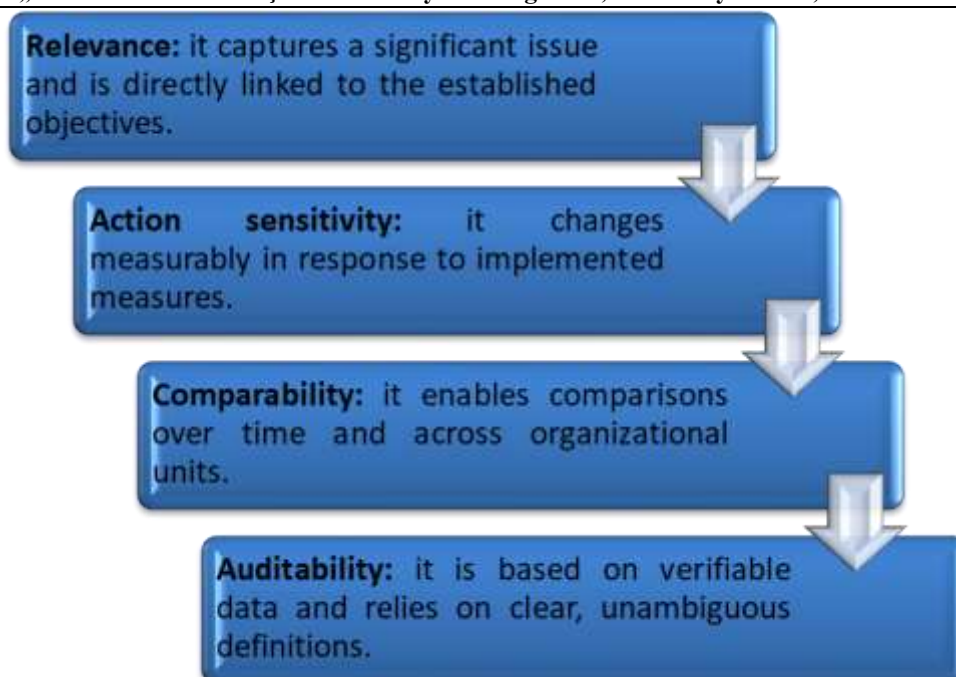 Relevance: it captures a significant issue
and is directly linked to the established
objectives.
Action sensitivity: it changes
measurably in response to implemented
measures.
Comparability: it enables comparisons
over time and across organizational
units.
Auditability: it is based on verifiable
data and relies on clear, unambiguous
definitions.